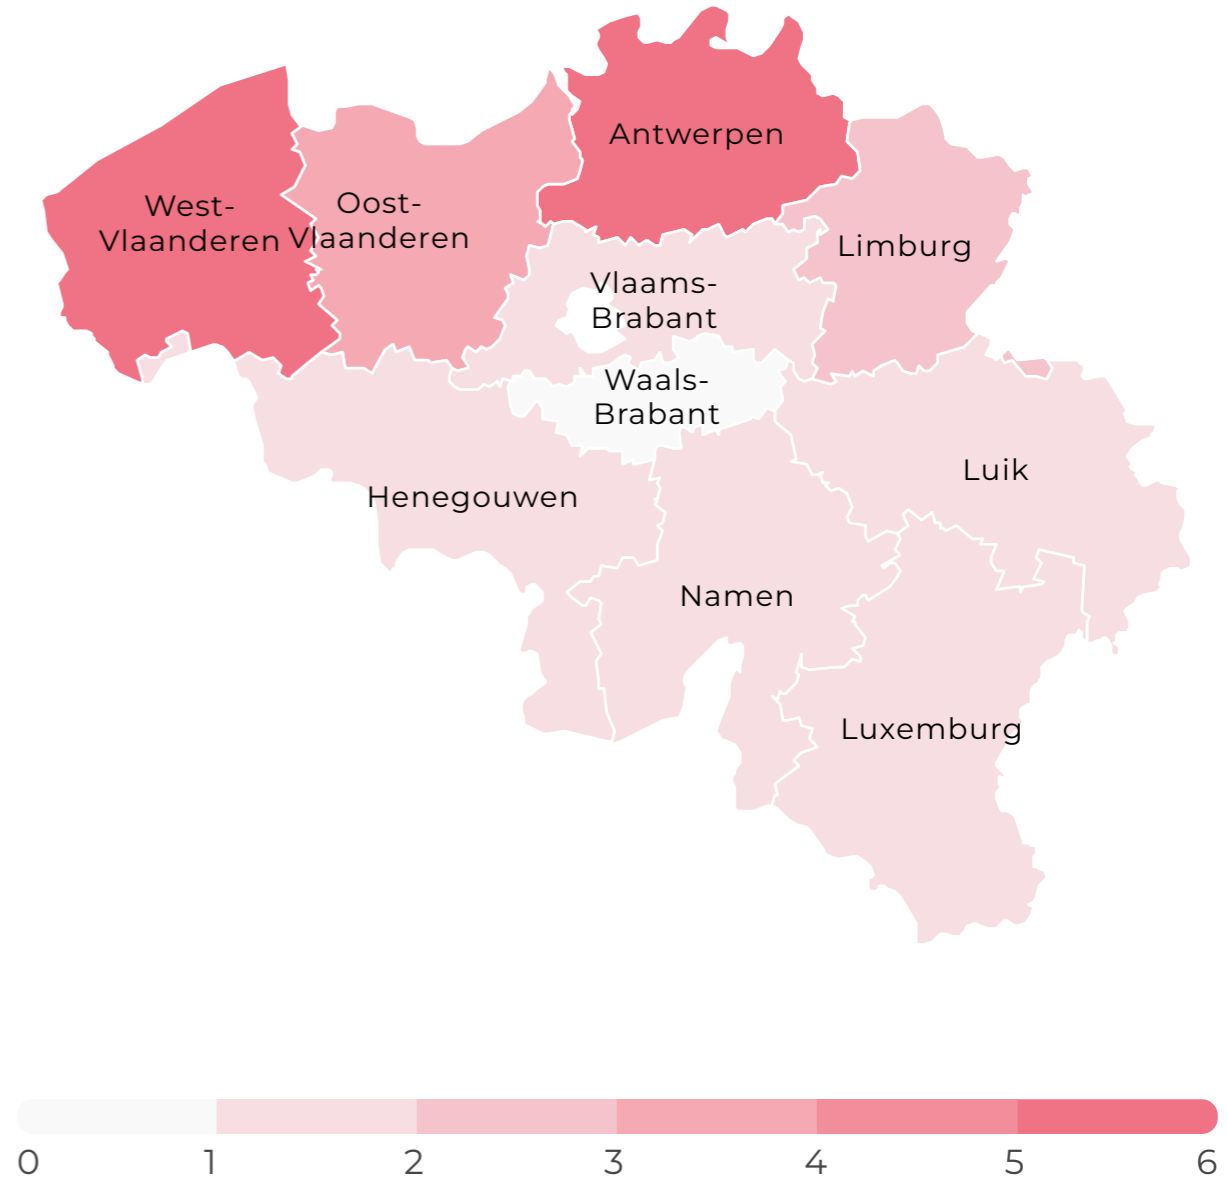 Antwerpen
West-
Vlaanderen
Oost-
Vlaanderen
Limburg
Vlaams-
Brabant
Waals-
Brabant
Luik
Henegouwen
Namen
Luxemburg
0 1 2 3 4 5 6